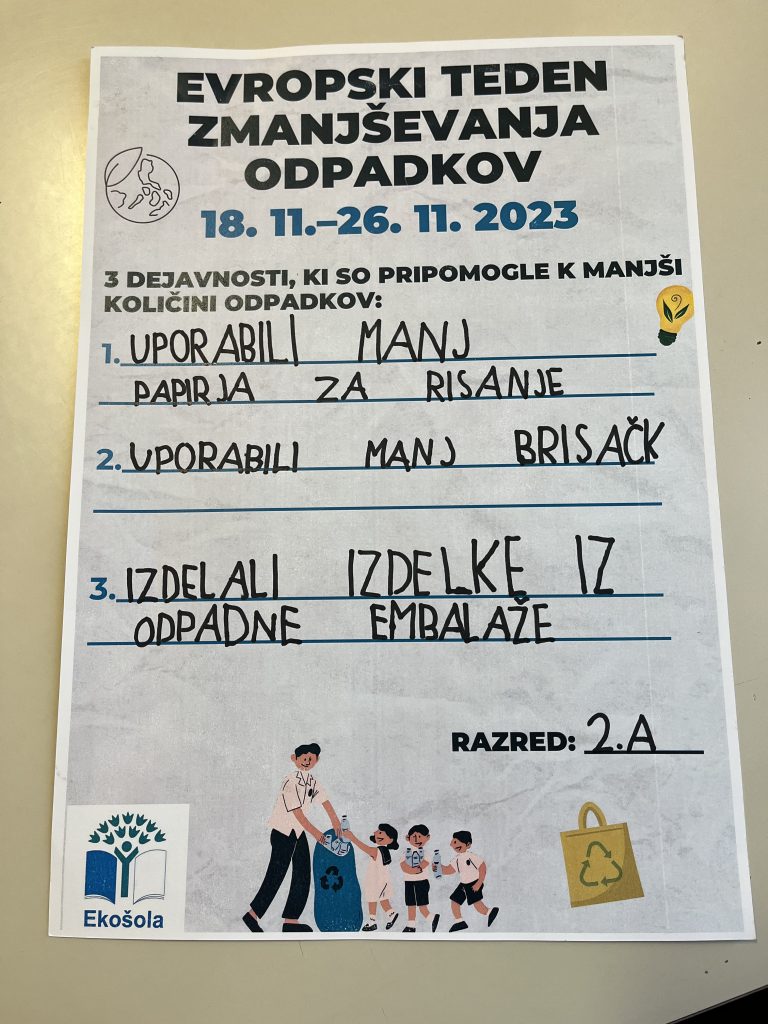 EVROPSKI TEDEN
ZMANJŠEVANJA
ODPADKOV
18. 11.–26. 11. 2023
3 DEJAVNOSTI, KI SO PRIPOMOGLE K MANJŠI
KOLIČINI ODPADKOV:
1. UPORABILI MANJ
PAPIRJA ZA RISANJE
2. UPORABILI MANJ BRISAČK
3. IZDELALI IZDELKE IZ
ODPADNE EMBALAŽE
RAZRED: 2.A
Ekošola